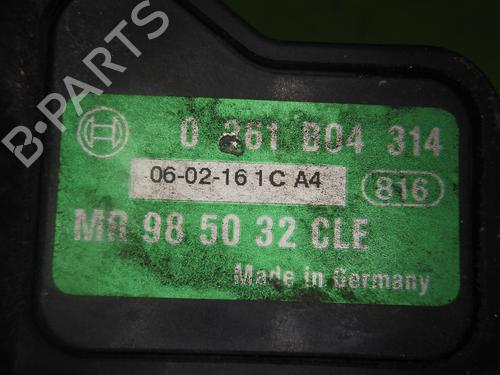 B-PARTS
0 261 B04 314
06-02-16 1C A4
816
MR 98 50 32 CLE
Made in Germany